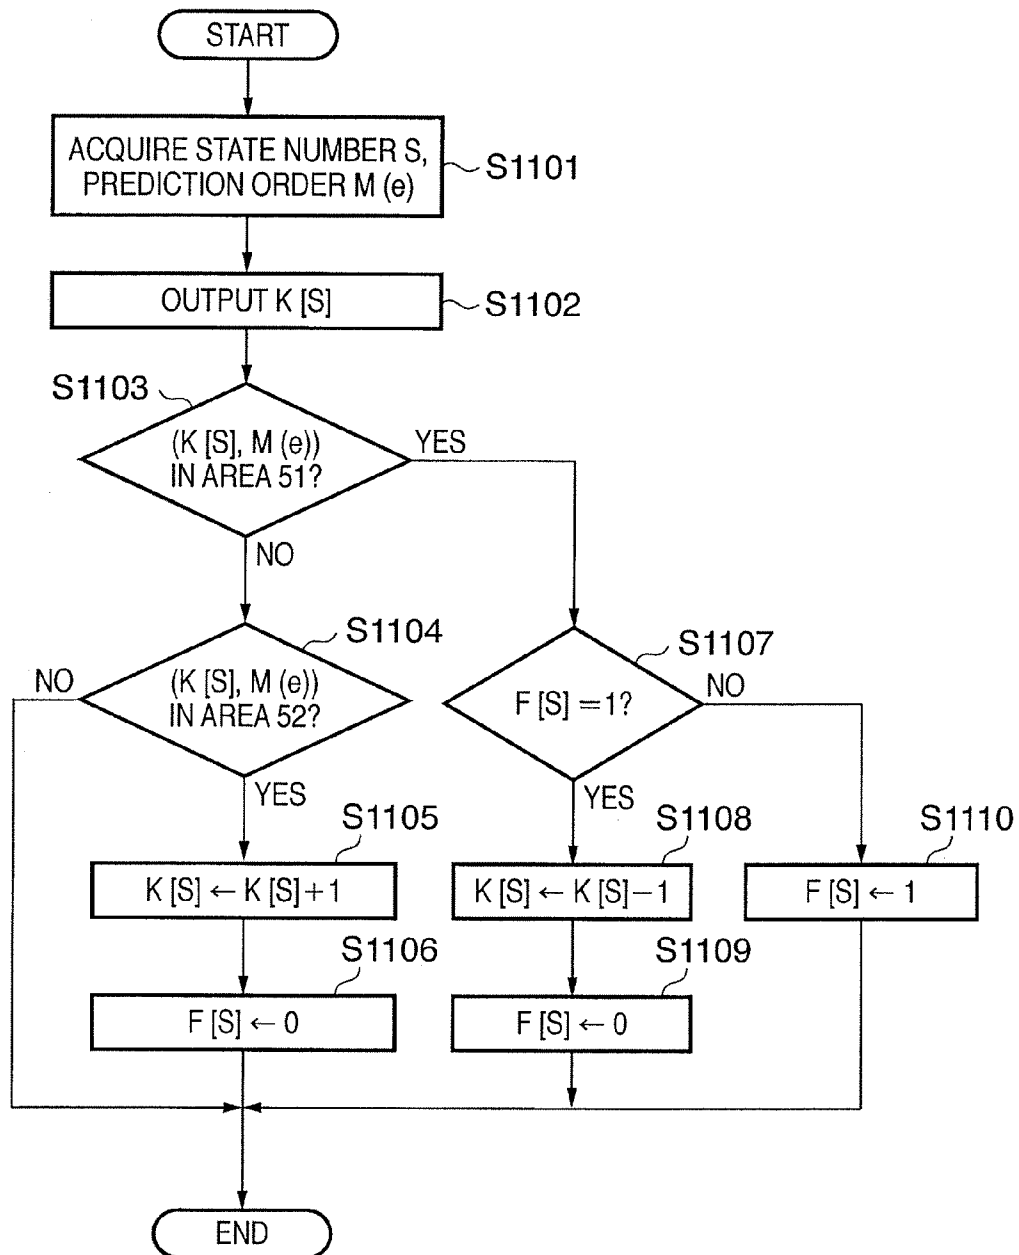 START
ACQUIRE STATE NUMBER S,
PREDICTION ORDER M (e)
S1101
OUTPUT K [S]
S1102
S1103
(K [S], M (e))
IN AREA 51?
YES
NO
S1104
(K [S], M (e))
IN AREA 52?
NO
YES
S1107
F [S] =1?
NO
YES
S1105
K [S] ← K [S]+1
S1108
K [S] ← K [S]−1
S1110
F [S] ← 1
S1106
F [S] ← 0
S1109
F [S] ← 0
END